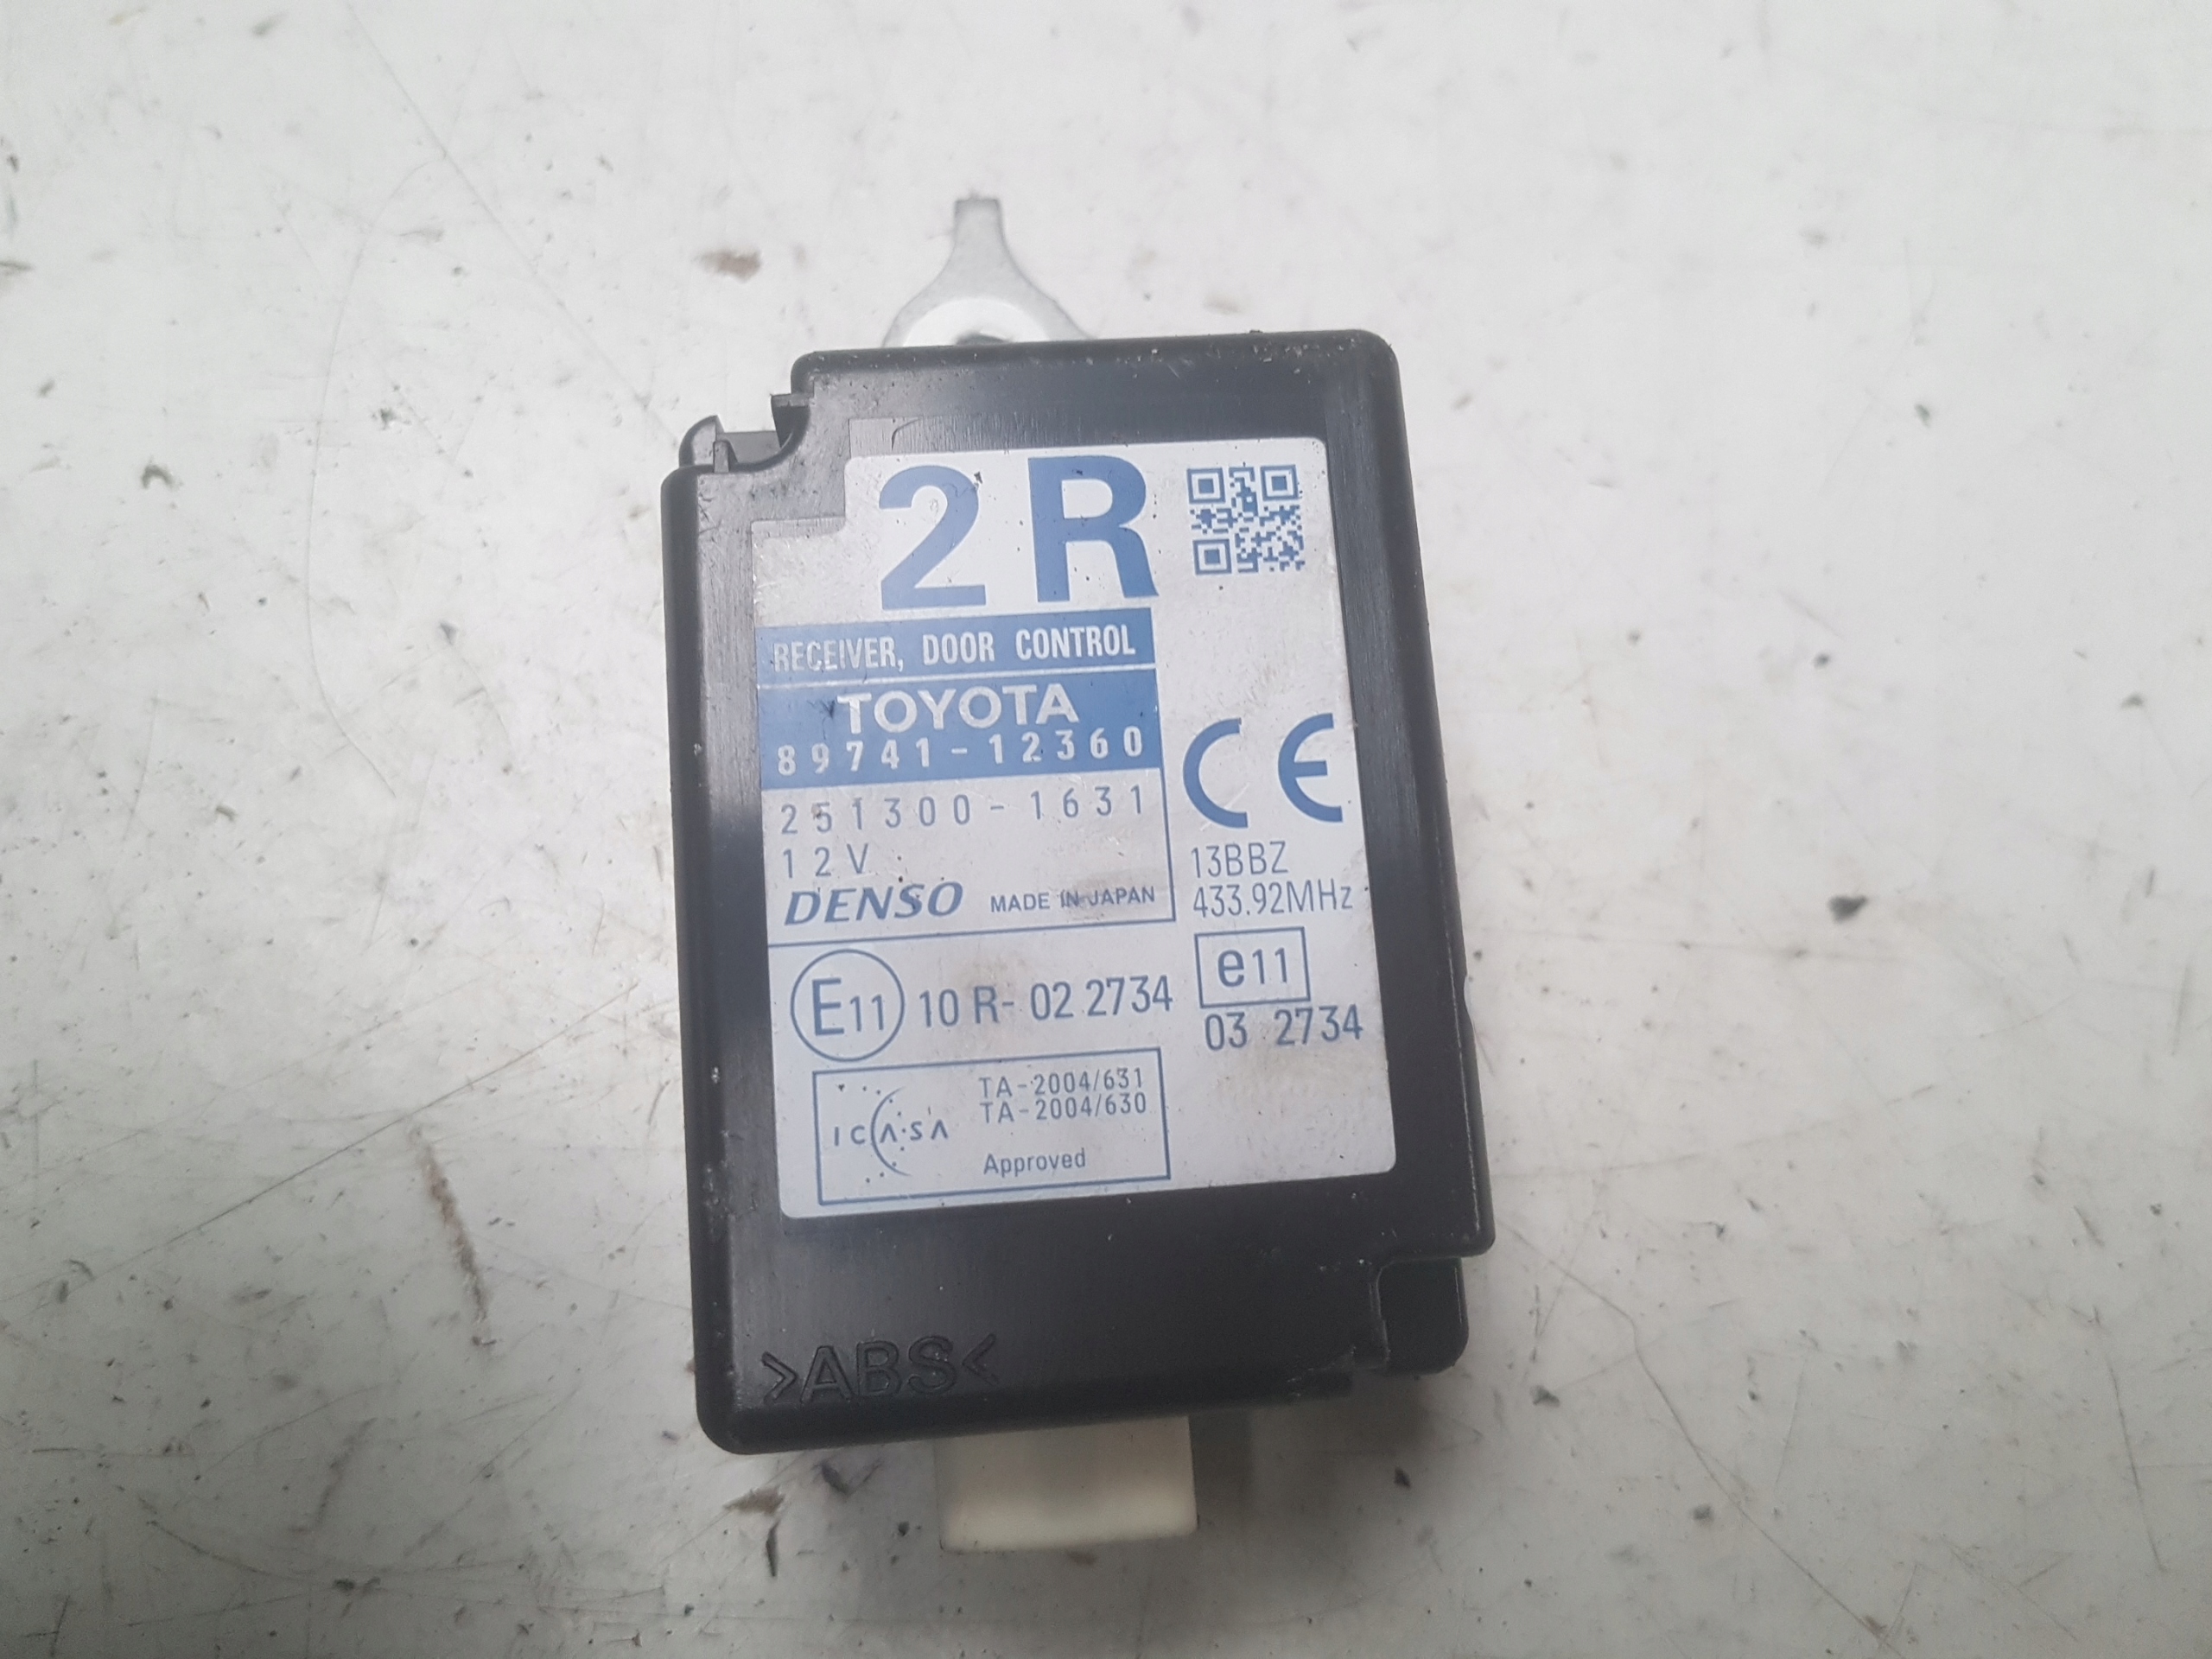 2R
RECEIVER, DOOR CONTROL
TOYOTA
89741-12360
251300-1631
12V
DENSO MADE IN JAPAN
CE
13BBZ
433.92MHz
E11 10 R- 02 2734
e11
03 2734
ICASA
TA-2004/631
TA-2004/630
Approved
>ABS<